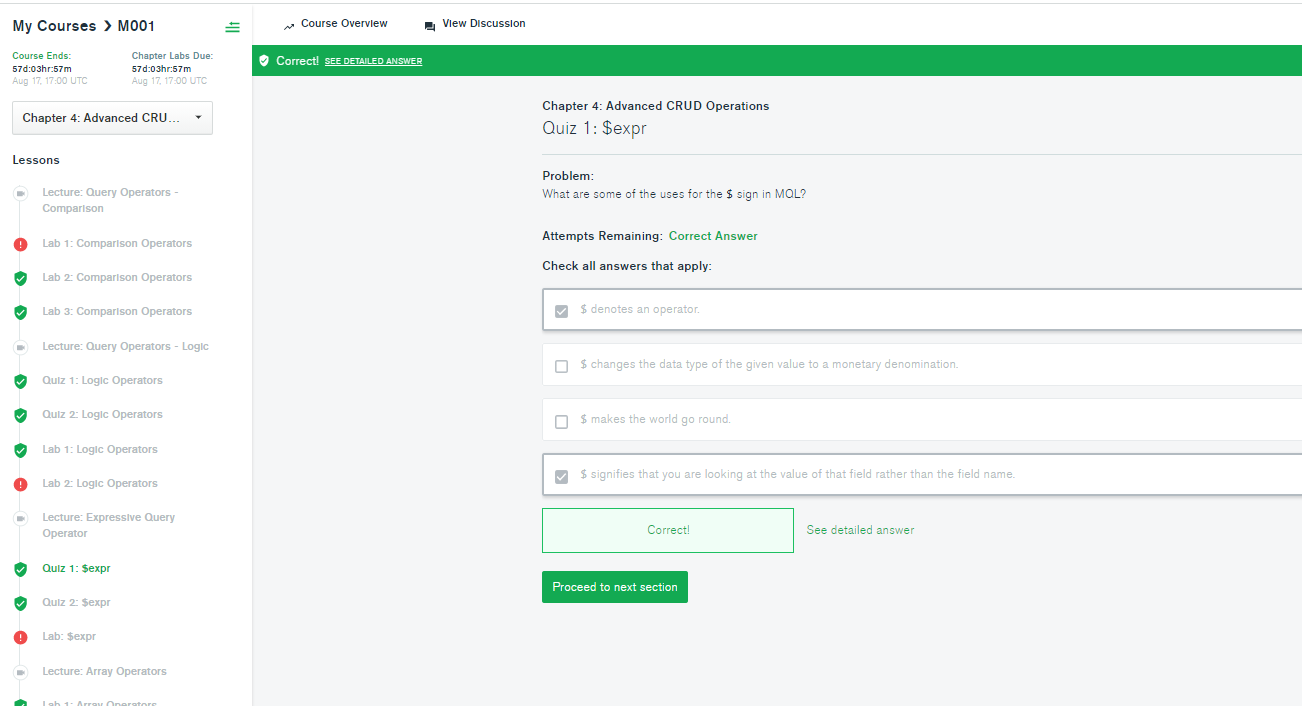 My Courses > M001
Course Ends:
57d:03hr:57m
Aug 17, 17:00 UTC
Chapter Labs Due:
57d:03hr:57m
Aug 17, 17:00 UTC
Chapter 4: Advanced CRU...
Lessons
Lecture: Query Operators -
Comparison
Lab 1: Comparison Operators
Lab 2: Comparison Operators
Lab 3: Comparison Operators
Lecture: Query Operators - Logic
Quiz 1: Logic Operators
Quiz 2: Logic Operators
Lab 1: Logic Operators
Lab 2: Logic Operators
Lecture: Expressive Query
Operator
Quiz 1: $expr
Quiz 2: $expr
Lab: $expr
Lecture: Array Operators
Lab 1: Array Operators
Course Overview
View Discussion
Correct! SEE DETAILED ANSWER
Chapter 4: Advanced CRUD Operations
Quiz 1: $expr
Problem:
What are some of the uses for the $ sign in MQL?
Attempts Remaining: Correct Answer
Check all answers that apply:
$ denotes an operator.
$ changes the data type of the given value to a monetary denomination.
$ makes the world go round.
$ signifies that you are looking at the value of that field rather than the field name.
Correct!
See detailed answer
Proceed to next section